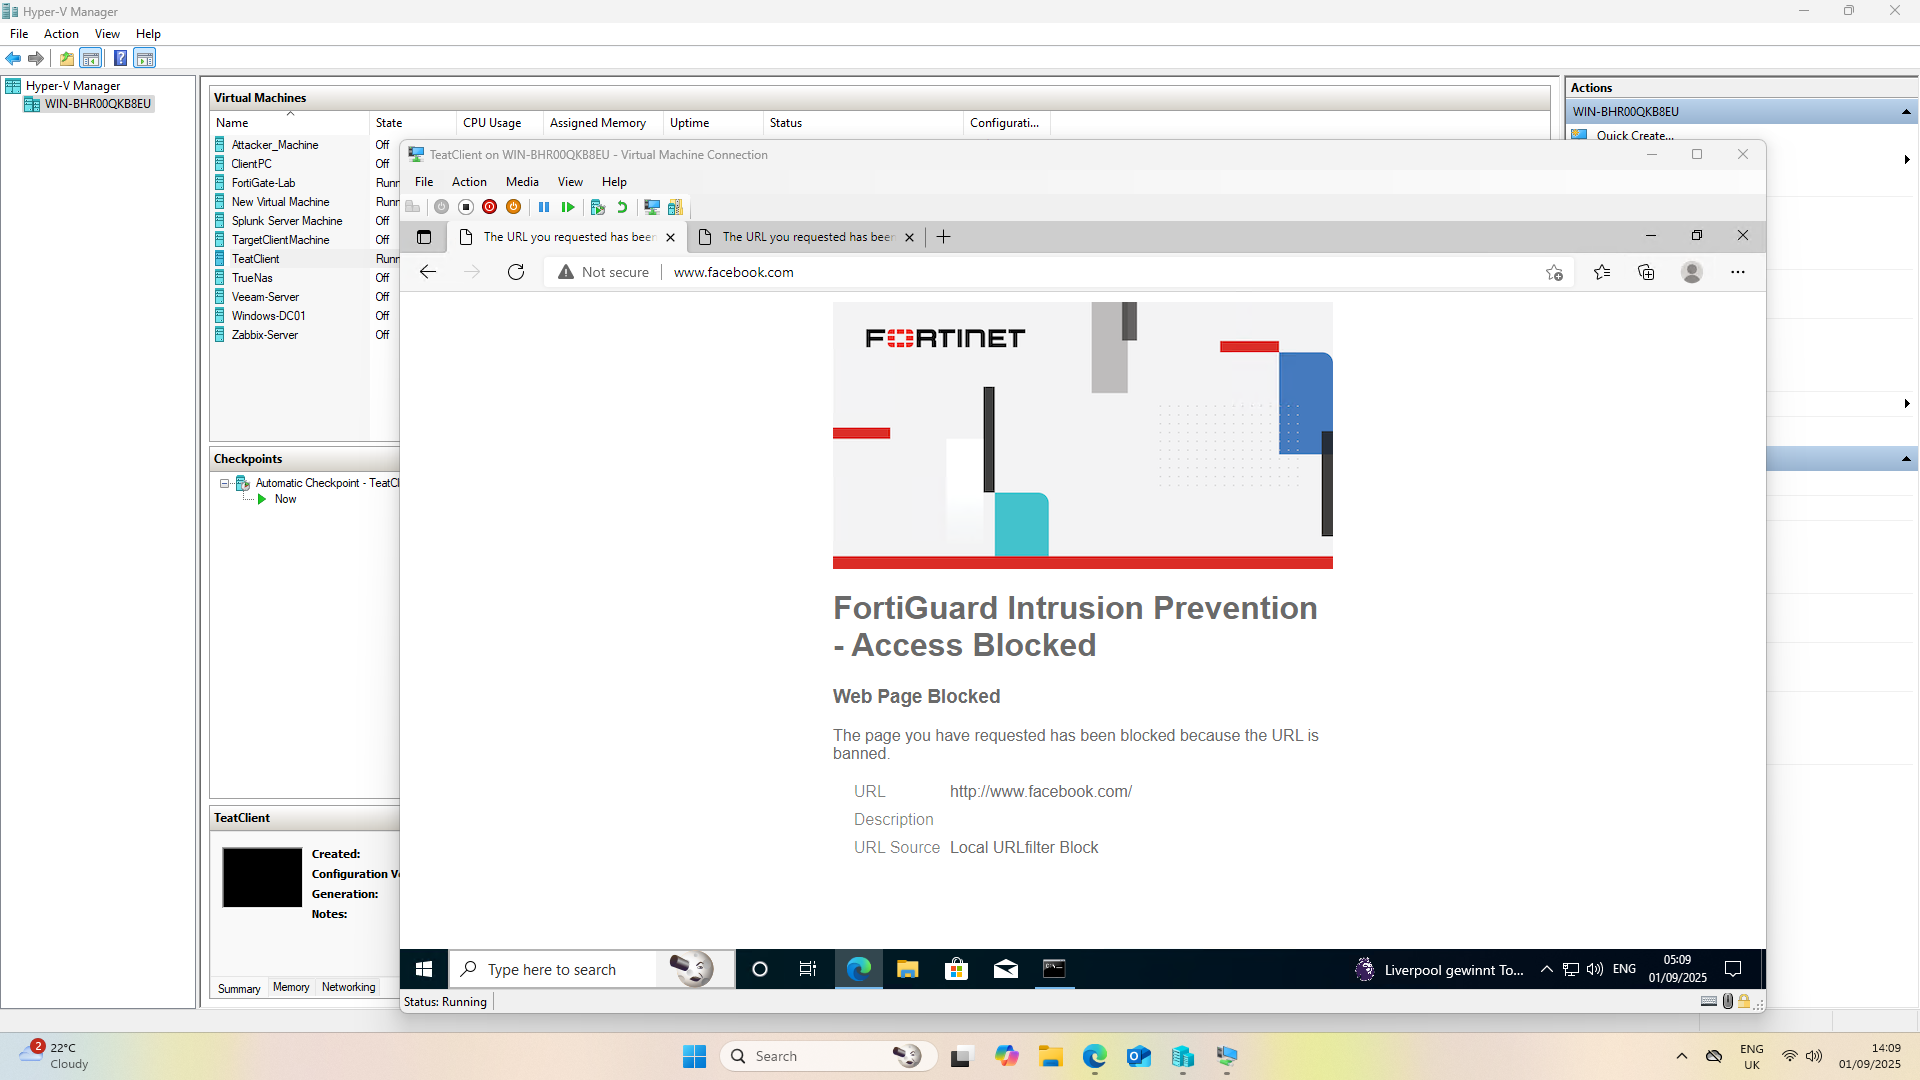 Hyper-V Manager
File Action View Help
Hyper-V Manager
WIN-BHR00QKB8EU
Virtual Machines
Name State CPU Usage Assigned Memory Uptime Status Configurati...
Attacker_Machine Off
ClientPC Off
FortiGate-Lab Runn
New Virtual Machine Runn
Splunk Server Machine Off
TargetClientMachine Off
TeatClient Runn
TrueNas Off
Veeam-Server Off
Windows-DC01 Off
Zabbix-Server Off
Checkpoints
Automatic Checkpoint - TeatCl
Now
TeatClient
Created:
Configuration Ve
Generation:
Notes:
Summary Memory Networking
Actions
WIN-BHR00QKB8EU
Quick Create...
TeatClient on WIN-BHR00QKB8EU - Virtual Machine Connection
File Action Media View Help
The URL you requested has been
The URL you requested has been
Not secure
www.facebook.com
FORTINET
FortiGuard Intrusion Prevention
- Access Blocked
Web Page Blocked
The page you have requested has been blocked because the URL is
banned.
URL http://www.facebook.com/
Description
URL Source Local URLfilter Block
Type here to search
Liverpool gewinnt To...
ENG
05:09
01/09/2025
Status: Running
2
22°C
Cloudy
Search
ENG
UK
14:09
01/09/2025